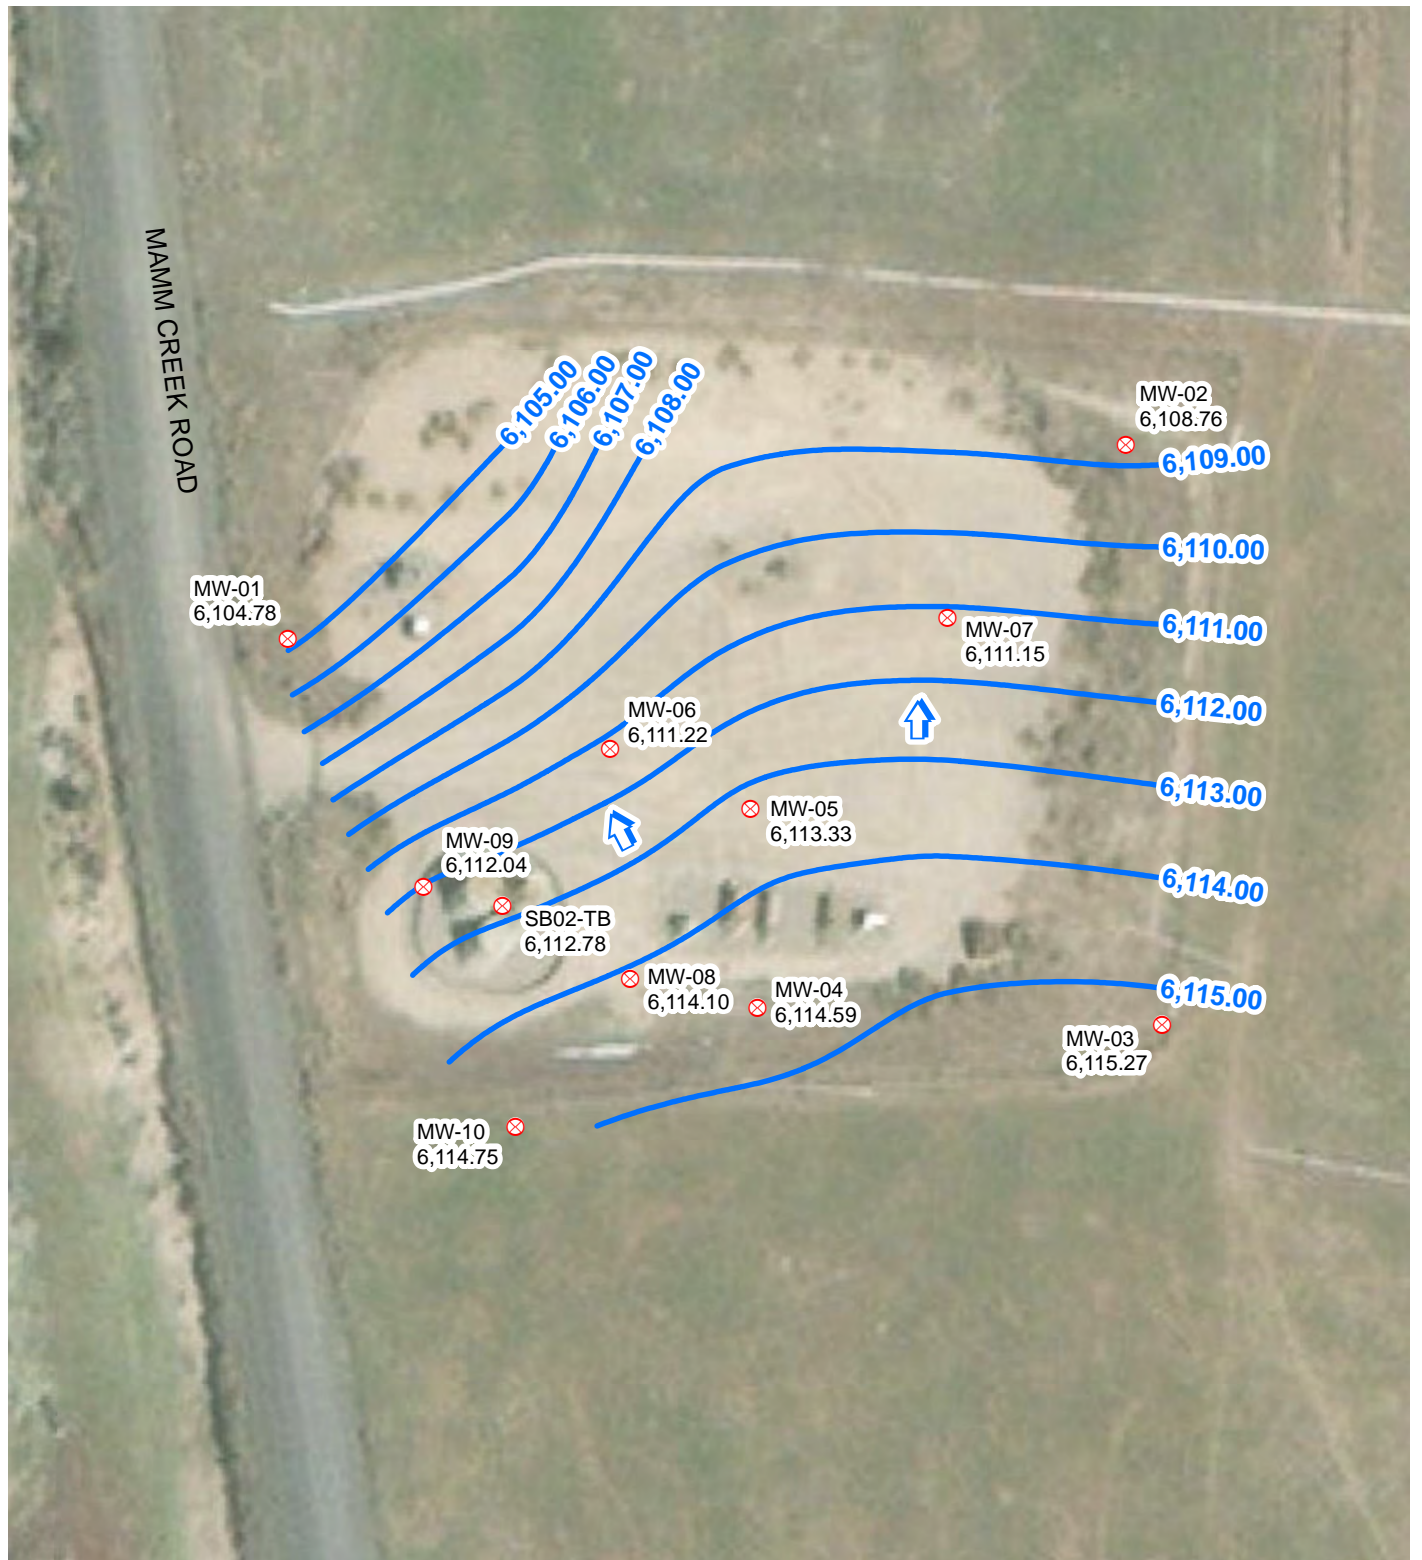 MAMM CREEK ROAD
6,105.00
6,106.00
6,107.00
6,108.00
MW-02
6,108.76
6,109.00
6,110.00
MW-01
6,104.78
6,111.00
MW-07
6,111.15
6,112.00
MW-06
6,111.22
6,113.00
MW-05
6,113.33
MW-09
6,112.04
6,114.00
SB02-TB
6,112.78
MW-08
6,114.10
MW-04
6,114.59
6,115.00
MW-03
6,115.27
MW-10
6,114.75